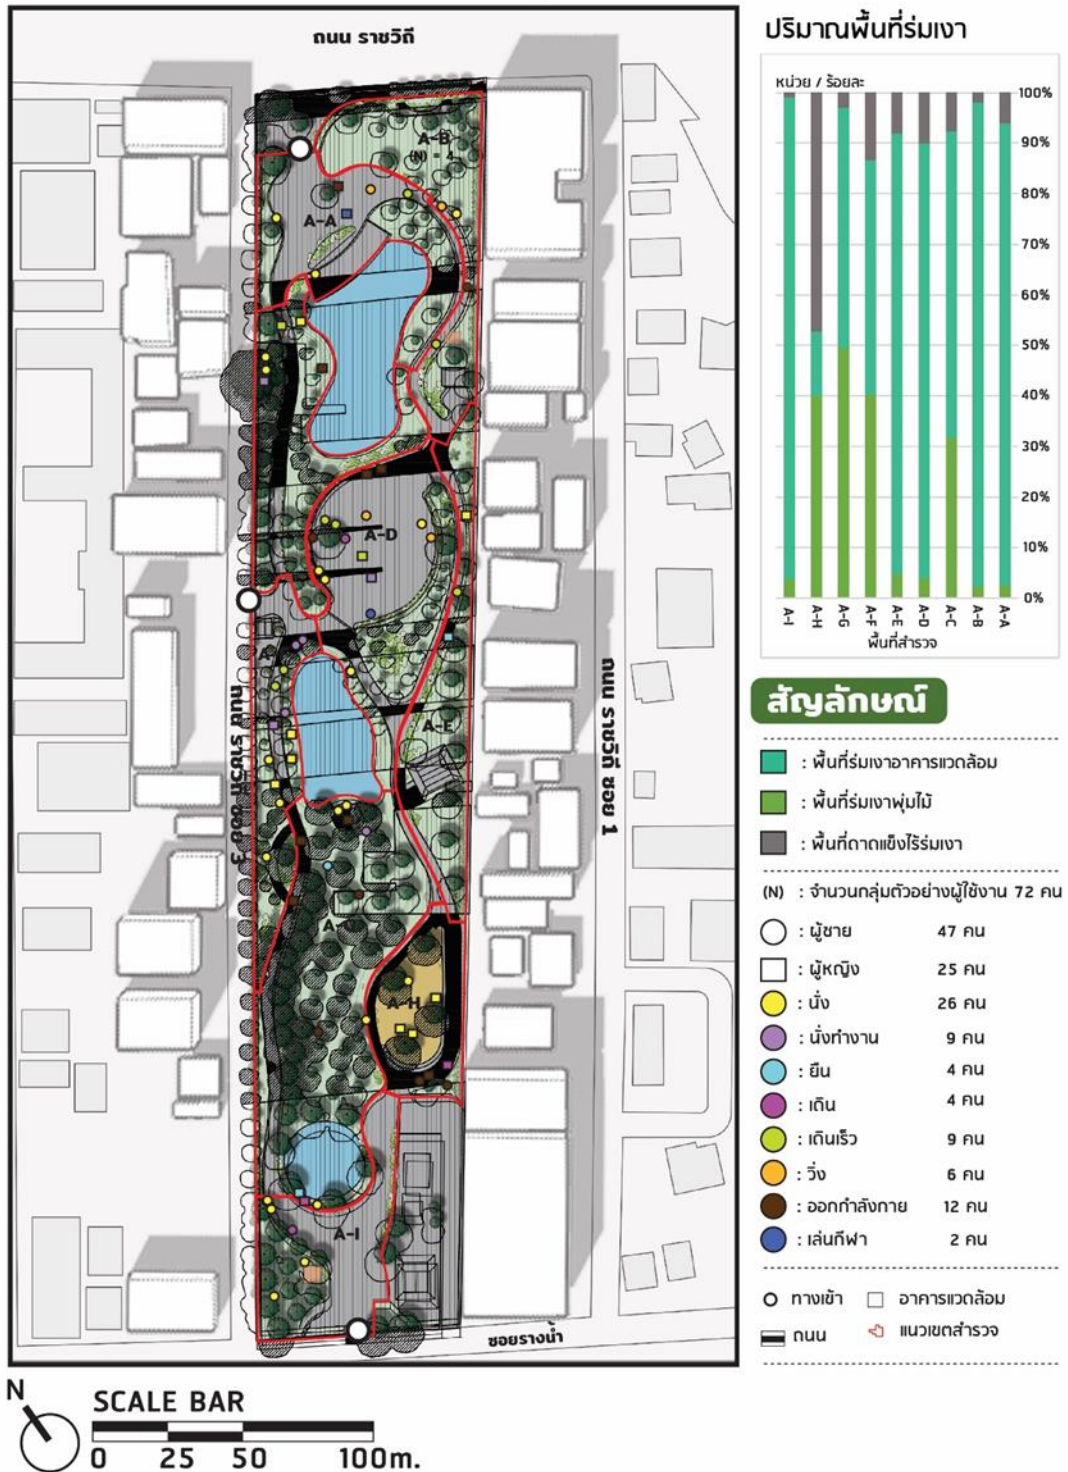 ถนน ราชวิถี
A-B
(N) = 4
A-A
A-D
ถนน ราชวิถี ซอย 3
ถนน ราชวิถี ซอย 1
A-E
A-H
A-I
ซอยรางน้ำ
N
SCALE BAR
0 25 50 100m.
ปริมาณพื้นที่ร่มเงา
หน่วย / ร้อยละ
100%
90%
80%
70%
60%
50%
40%
30%
20%
10%
0%
A-I A-H A-G A-F A-E A-D A-C A-B A-A
พื้นที่สำรวจ
สัญลักษณ์
: พื้นที่ร่มเงาอาคารแวดล้อม
: พื้นที่ร่มเงาพุ่มไม้
: พื้นที่ดาดแข็งไร้ร่มเงา
(N) : จำนวนกลุ่มตัวอย่างผู้ใช้งาน 72 คน
: ผู้ชาย 47 คน
: ผู้หญิง 25 คน
: นั่ง 26 คน
: นั่งทำงาน 9 คน
: ยืน 4 คน
: เดิน 4 คน
: เดินเร็ว 9 คน
: วิ่ง 6 คน
: ออกกำลังกาย 12 คน
: เล่นกีฬา 2 คน
ทางเข้า อาคารแวดล้อม
ถนน แนวเขตสำรวจ